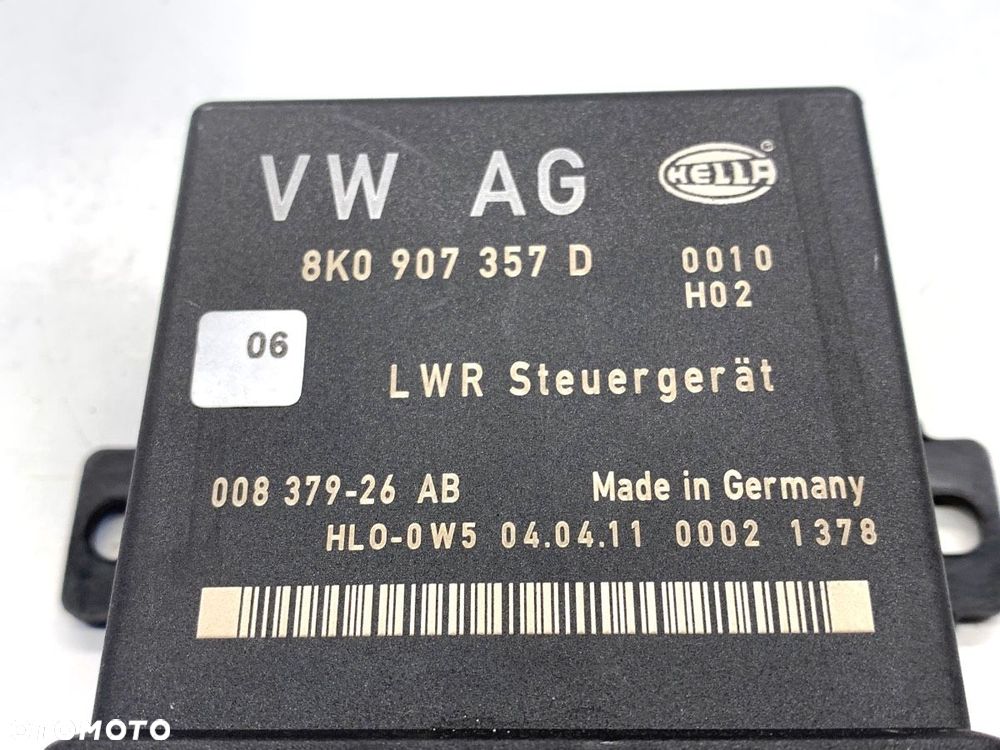 VW AG HELLA ©
8K0 907 357 D 0010
H02
06
LWR Steuergerät
008 379-26 AB Made in Germany
HLO-0W5 04.04.11 0002 1378
OTOMOTO